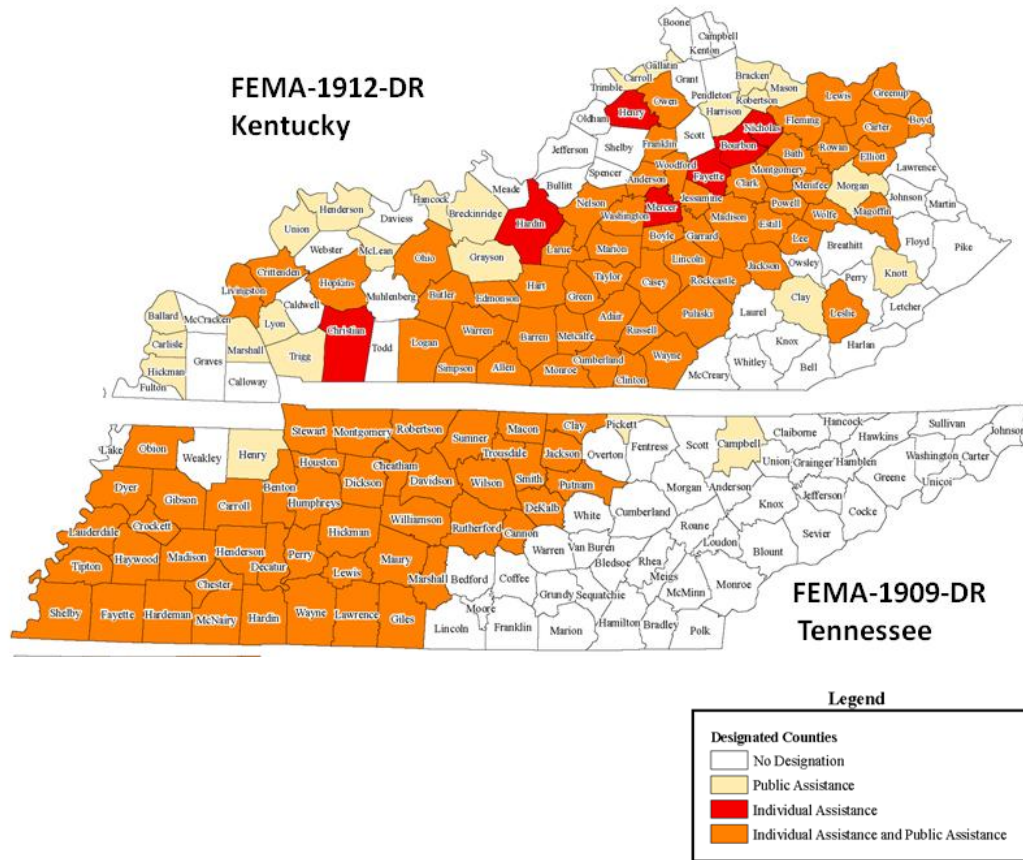 FEMA-1912-DR
Kentucky
Boone
Campbell
Kenton
Gallatin
Carroll
Grant
Trimble
Pendleton
Bracken
Mason
Owen
Robertson
Lewis
Greenup
Henry
Harrison
Oldham
Nicholas
Fleming
Boyd
Carter
Scott
Franklin
Bourbon
Shelby
Jefferson
Rowan
Bath
Elliott
Woodford
Fayette
Spencer
Anderson
Montgomery
Lawrence
Meade
Bullitt
Clark
Menifee
Morgan
Hancock
Nelson
Mercer
Jessamine
Johnson
Martin
Henderson
Daviess
Breckinridge
Hardin
Washington
Powell
Wolfe
Magoffin
Union
Madison
Estill
Webster
McLean
Larue
Marion
Boyle
Garrard
Lee
Breathitt
Floyd
Pike
Ohio
Grayson
Lincoln
Owsley
Crittenden
Jackson
Knott
Perry
Livingston
Hopkins
Hart
Taylor
Casey
Rockcastle
Caldwell
Muhlenberg
Butler
Edmonson
Green
Clay
Leslie
Letcher
Ballard
McCracken
Lyon
Christian
Adair
Pulaski
Laurel
Carlisle
Marshall
Todd
Logan
Warren
Barren
Metcalfe
Russell
Knox
Harlan
Hickman
Graves
Trigg
Wayne
Whitley
Bell
Fulton
Calloway
Simpson
Allen
Monroe
Cumberland
Clinton
McCreary
Lake
Obion
Weakley
Henry
Stewart
Montgomery
Robertson
Sumner
Macon
Clay
Pickett
Fentress
Scott
Campbell
Claiborne
Hancock
Hawkins
Sullivan
Johnson
Houston
Trousdale
Jackson
Overton
Union
Grainger
Hamblen
Washington
Carter
Unicoi
Greene
Dyer
Gibson
Carroll
Benton
Humphreys
Dickson
Cheatham
Davidson
Wilson
Smith
Putnam
Morgan
Anderson
Knox
Jefferson
Cocke
DeKalb
White
Cumberland
Lauderdale
Crockett
Hickman
Williamson
Rutherford
Cannon
Roane
Loudon
Blount
Sevier
Tipton
Haywood
Madison
Henderson
Decatur
Perry
Lewis
Maury
Warren
Van Buren
Bledsoe
Rhea
Meigs
Chester
Marshall
Bedford
Coffee
Grundy
Sequatchie
McMinn
Monroe
Shelby
Fayette
Hardeman
McNairy
Hardin
Wayne
Lawrence
Giles
Moore
Lincoln
Franklin
Marion
Hamilton
Bradley
Polk
FEMA-1909-DR
Tennessee
Legend
Designated Counties
No Designation
Public Assistance
Individual Assistance
Individual Assistance and Public Assistance